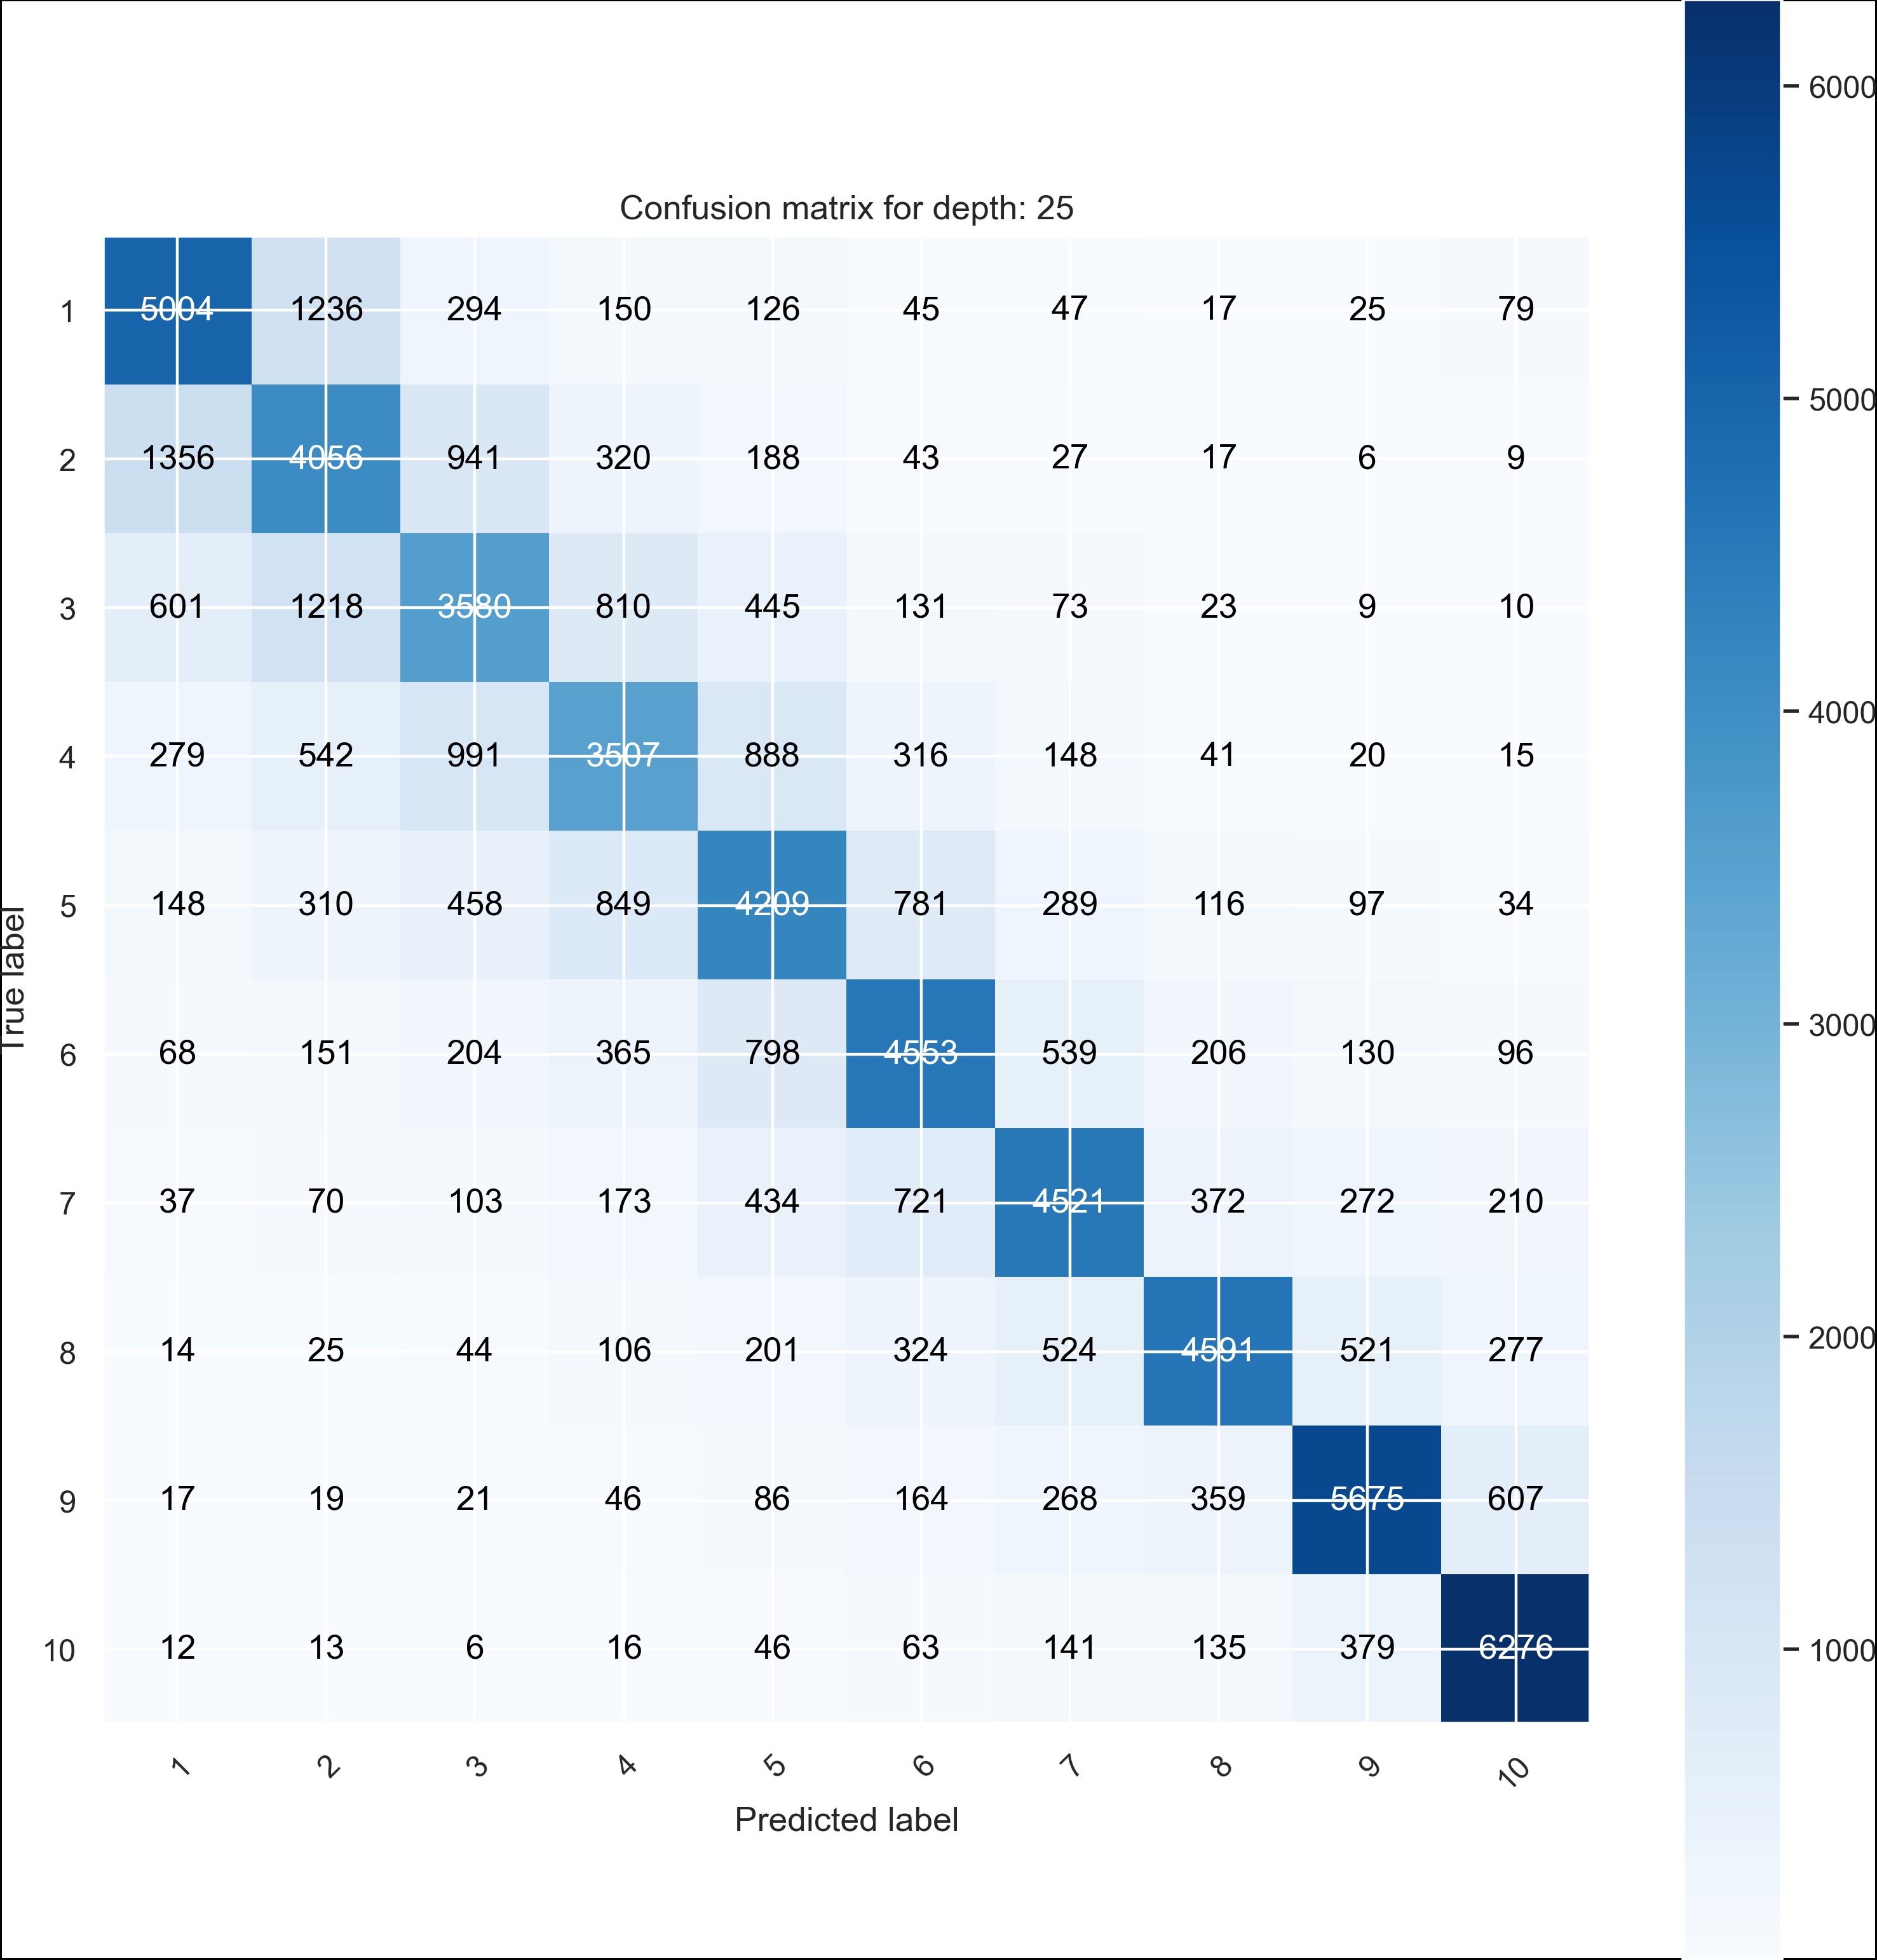 Confusion matrix for depth: 25
1 5004 1236 294 150 126 45 47 17 25 79
2 1356 4056 941 320 188 43 27 17 6 9
3 601 1218 3580 810 445 131 73 23 9 10
4 279 542 991 3507 888 316 148 41 20 15
5 148 310 458 849 4209 781 289 116 97 34
6 68 151 204 365 798 4553 539 206 130 96
7 37 70 103 173 434 721 4521 372 272 210
8 14 25 44 106 201 324 524 4591 521 277
9 17 19 21 46 86 164 268 359 5675 607
10 12 13 6 16 46 63 141 135 379 6276
1 2 3 4 5 6 7 8 9 10
Predicted label
True label
6000
5000
4000
3000
2000
1000